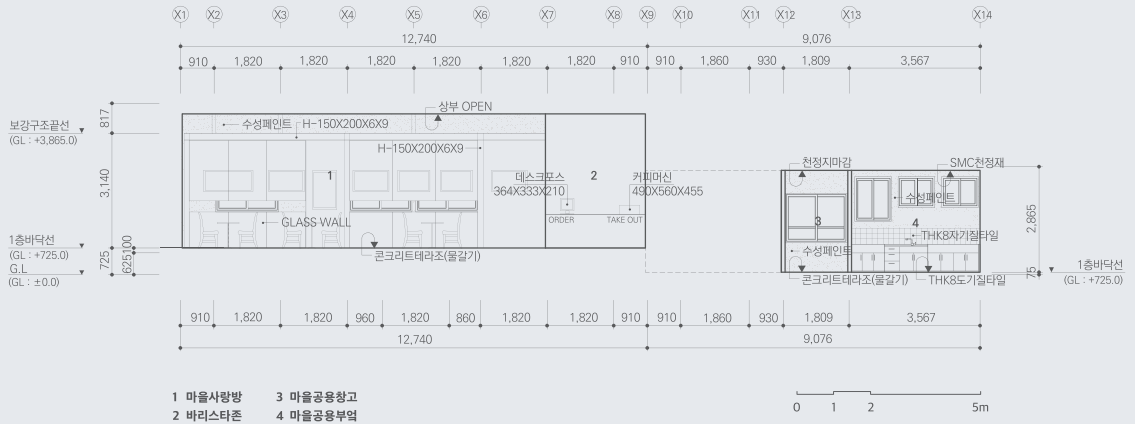 X1 X2 X3 X4 X5 X6 X7 X8 X9 X10 X11 X12 X13 X14
12,740 9,076
910 1,820 1,820 1,820 1,820 1,820 1,820 910 910 1,860 930 1,809 3,567
817
상부 OPEN
수성페인트 H-150X200X6X9
보강구조끝선
(GL : +3,865.0)
H-150X200X6X9
3,140
1
데스크포스
364X333X210
2
커피머신
490X560X455
천정지마감
SMC천정재
수성페인트
ORDER
TAKE OUT
GLASS WALL
3
4
THK8자기질타일
2,865
1층바닥선
(GL : +725.0)
100
725
625
콘크리트테라조(물갈기)
수성페인트
G.L
(GL : ±0.0)
콘크리트테라조(물갈기)
THK8도기질타일
75
1층바닥선
(GL : +725.0)
910 1,820 1,820 960 1,820 860 1,820 1,820 910 910 1,860 930 1,809 3,567
12,740 9,076
1 마을사랑방 3 마을공용창고
2 바리스타존 4 마을공용부엌
0 1 2 5m